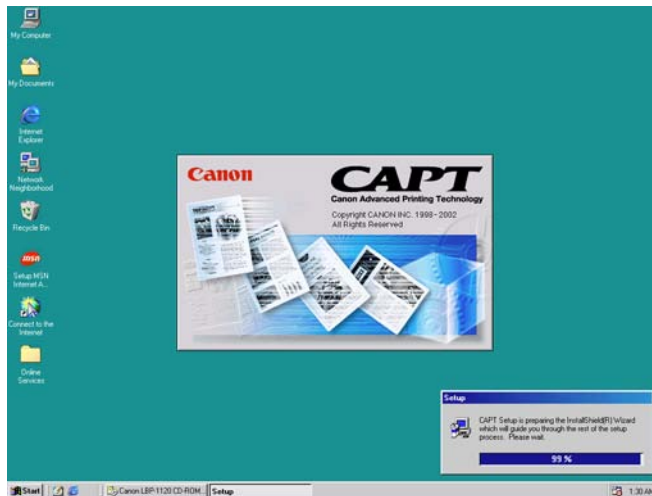 My Computer
My Documents
Internet
Explorer
Network
Neighborhood
Recycle Bin
msn
Setup MSN
Internet A...
Connect to the
Internet
Online
Services
Canon
CAPT
Canon Advanced Printing Technology
Copyright CANON INC. 1998-2002
All Rights Reserved
Setup
CAPT Setup is preparing the InstallShield(R) Wizard
which will guide you through the rest of the setup
process. Please wait.
99 %
Start
Canon LBP-1120 CD-ROM...
Setup
1:30 AM